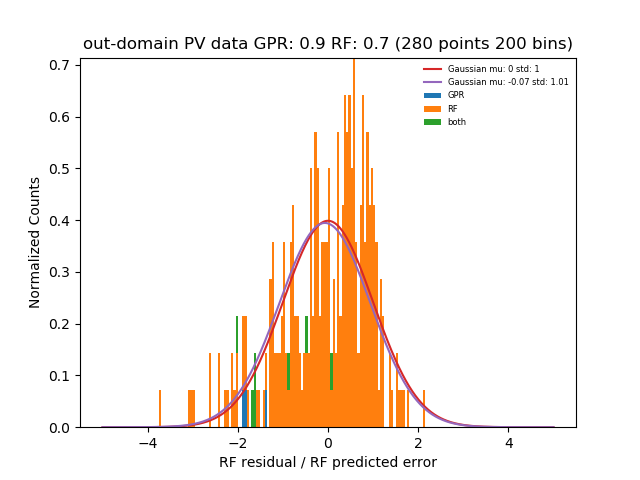 out-domain PV data GPR: 0.9 RF: 0.7 (280 points 200 bins)
Gaussian mu: 0 std: 1
Gaussian mu: -0.07 std: 1.01
GPR
RF
both
Normalized Counts
0.7
0.6
0.5
0.4
0.3
0.2
0.1
0.0
−4
−2
0
2
4
RF residual / RF predicted error